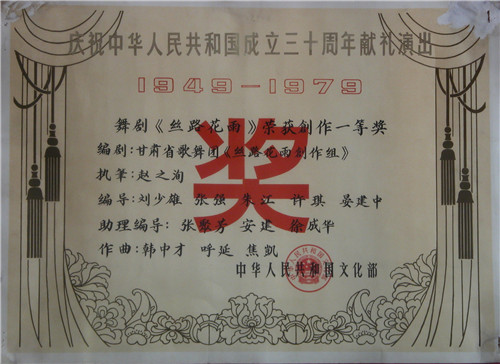 庆祝中华人民共和国成立三十周年献礼演出
1949-1979
奖
舞剧《丝路花雨》荣获創作一等奖
编剧:甘肃省歌舞团《丝路花雨創作组》
执筆:赵之洵
编导:刘少雄 张强 朱江 许琪 晏建中
助理编导:张聚芳 安建 徐成华
作曲:韩中才 呼延 焦凯
中华人民共和国文化部